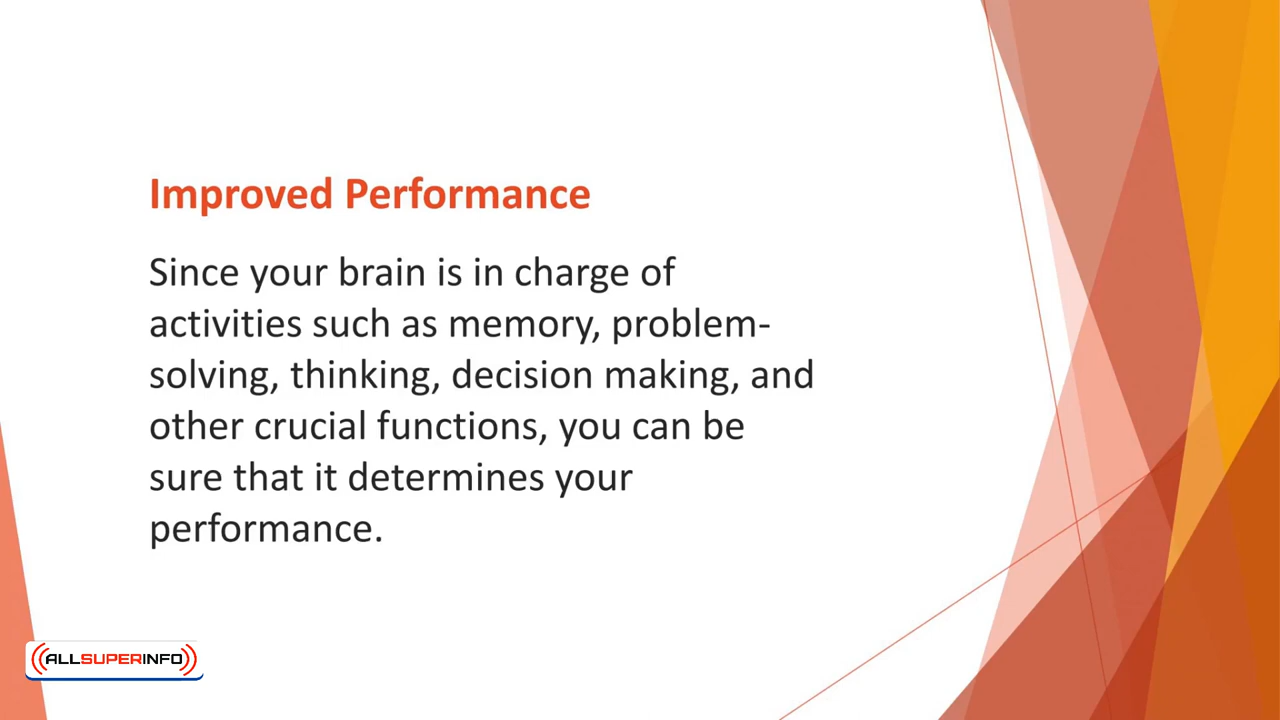 Improved Performance
Since your brain is in charge of
activities such as memory, problem-
solving, thinking, decision making, and
other crucial functions, you can be
sure that it determines your
performance.
ALLSUPERINFO